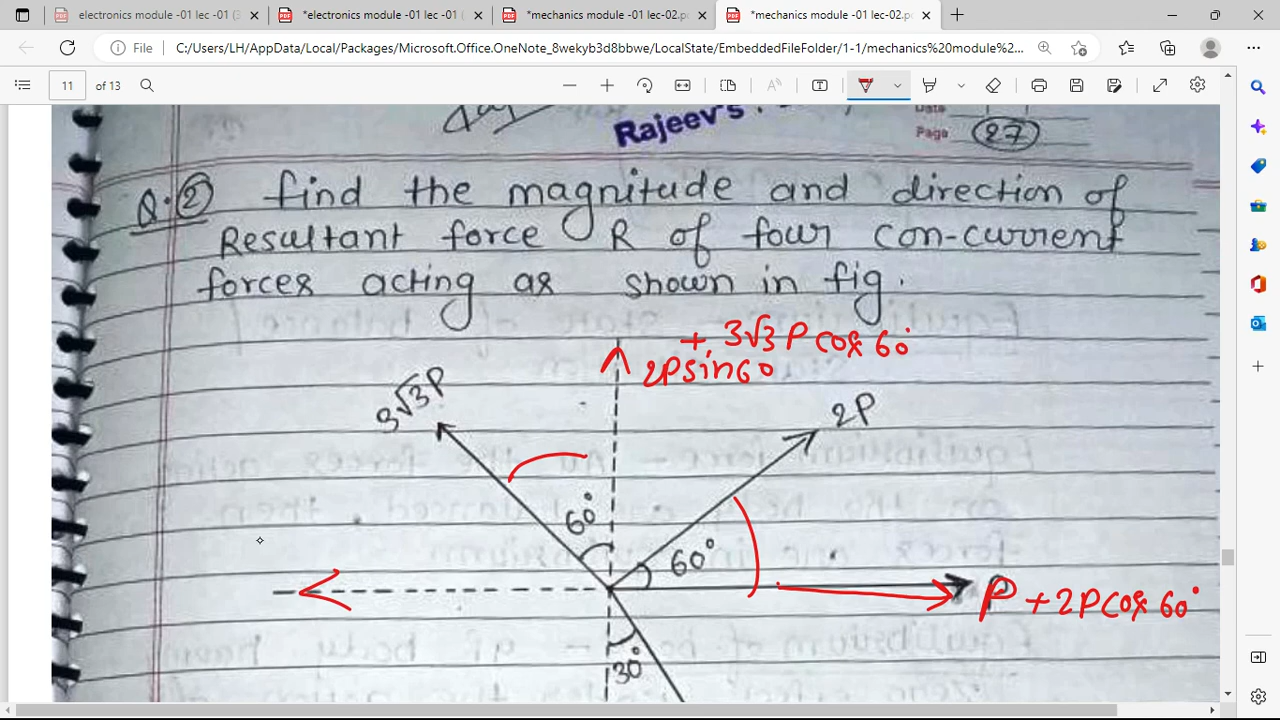 electronics module -01 lec -01 (
*electronics module -01 lec -01 (
*mechanics module -01 lec-02.p
*mechanics module -01 lec-02.p
File C:/Users/LH/AppData/Local/Packages/Microsoft.Office.OneNote_8wekyb3d8bbwe/LocalState/EmbeddedFileFolder/1-1/mechanics%20module%2...
11 of 13
Rajeev's
Date
Page 27
Q.② find the magnitude and direction of
Resultant force R of four con-current
forces acting as shown in fig.
+ 3√3 P cos 60°
2P sin 60
3√3P
2P
60°
60°
P + 2P cos 60°
30°